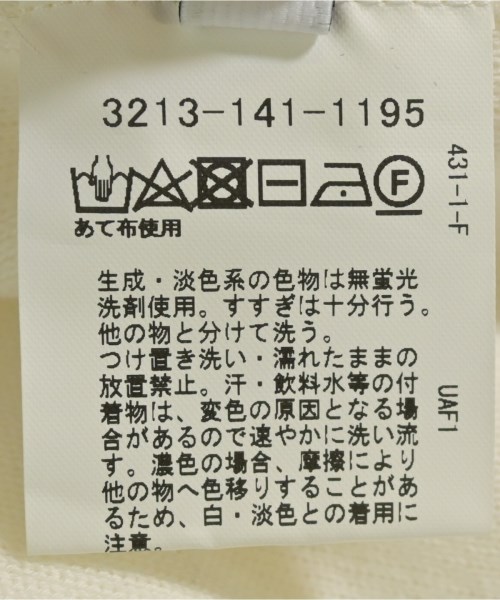 3213-141-1195
F
あて布使用
生成・淡色系の色物は無蛍光
洗剤使用。すすぎは十分行う。
他の物と分けて洗う。
つけ置き洗い・濡れたままの
放置禁止。汗・飲料水等の付
着物は、変色の原因となる場
合があるので速やかに洗い流
す。濃色の場合、摩擦により
他の物へ色移りすることがあ
るため、白・淡色との着用に
注意。
431-1-F
UAF1